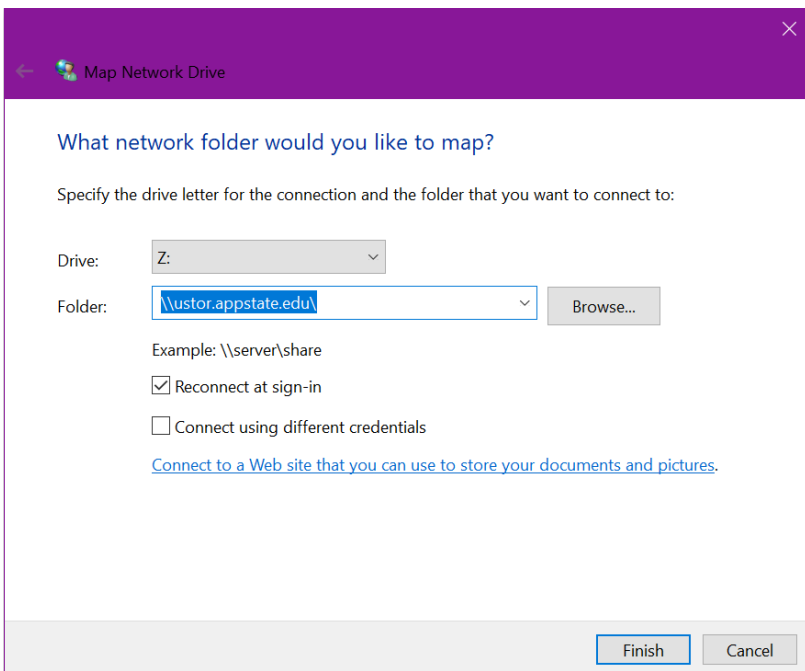 Map Network Drive
What network folder would you like to map?
Specify the drive letter for the connection and the folder that you want to connect to:
Drive: Z:
Folder: \\ustor.appstate.edu\ Browse...
Example: \\server\share
Reconnect at sign-in
Connect using different credentials
Connect to a Web site that you can use to store your documents and pictures.
Finish Cancel